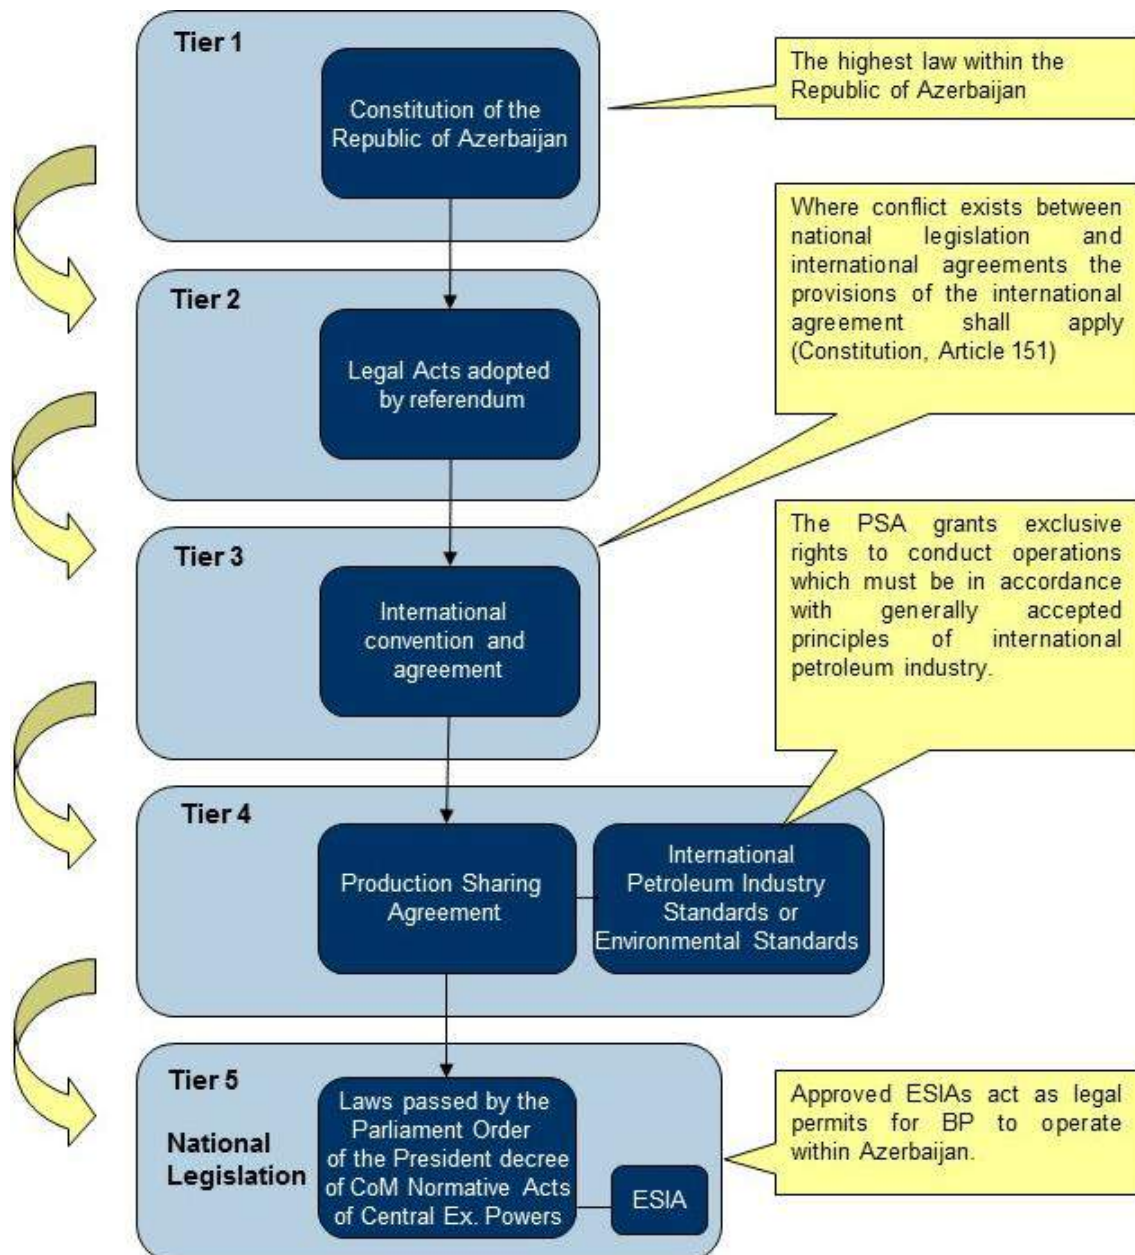 Tier 1
Constitution of the
Republic of Azerbaijan
The highest law within the
Republic of Azerbaijan
Tier 2
Legal Acts adopted
by referendum
Where conflict exists between
national legislation and
international agreements the
provisions of the international
agreement shall apply
(Constitution, Article 151)
Tier 3
International
convention and
agreement
The PSA grants exclusive
rights to conduct operations
which must be in accordance
with generally accepted
principles of international
petroleum industry.
Tier 4
Production Sharing
Agreement
International
Petroleum Industry
Standards or
Environmental Standards
Tier 5
National
Legislation
Laws passed by the
Parliament Order
of the President decree
of CoM Normative Acts
of Central Ex. Powers
ESIA
Approved ESIAs act as legal
permits for BP to operate
within Azerbaijan.